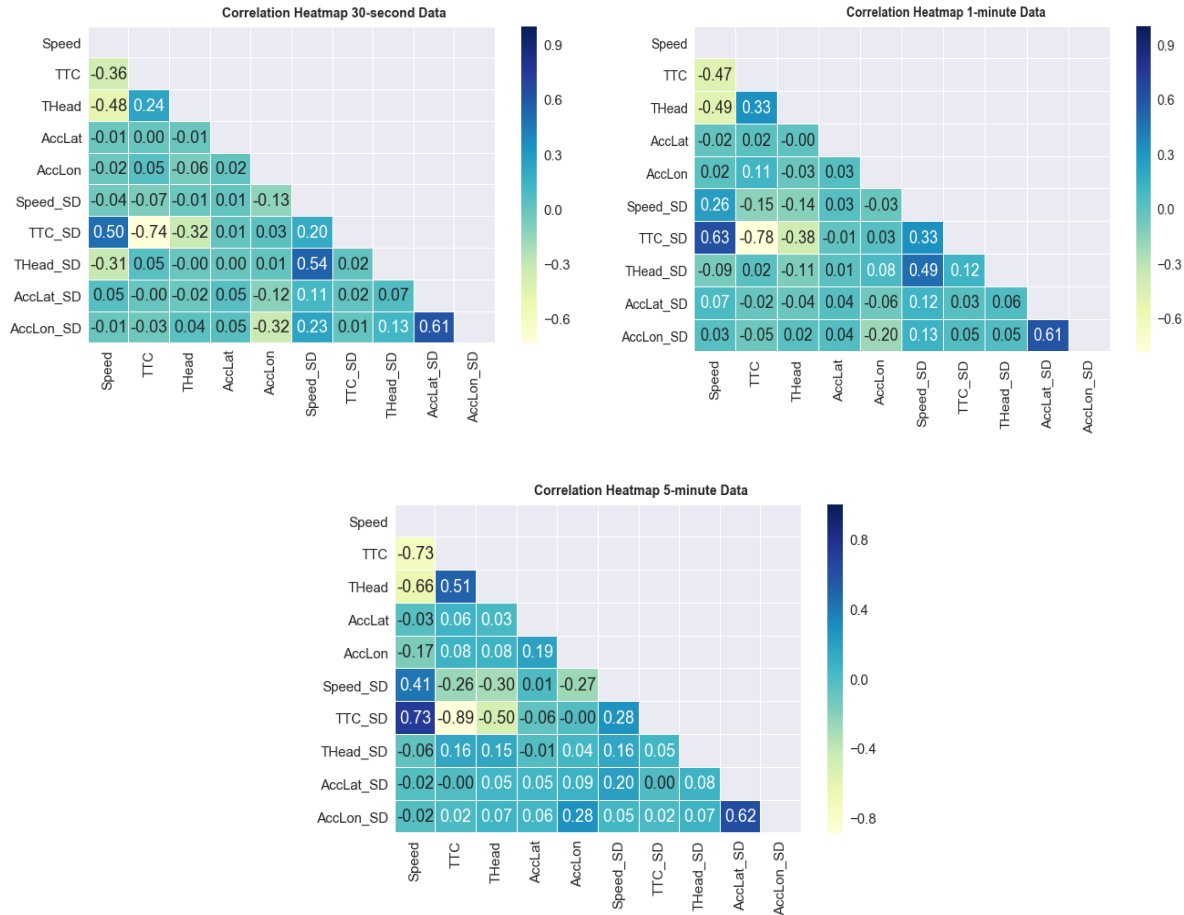 Correlation Heatmap 30-second Data
Speed
TTC -0.36
THead -0.48 0.24
AccLat -0.01 0.00 -0.01
AccLon -0.02 0.05 -0.06 0.02
Speed_SD -0.04 -0.07 -0.01 0.01 -0.13
TTC_SD 0.50 -0.74 -0.32 0.01 0.03 0.20
THead_SD -0.31 0.05 -0.00 0.00 0.01 0.54 0.02
AccLat_SD 0.05 -0.00 -0.02 0.05 -0.12 0.11 0.02 0.07
AccLon_SD -0.01 -0.03 0.04 0.05 -0.32 0.23 0.01 0.13 0.61
Speed TTC THead AccLat AccLon Speed_SD TTC_SD THead_SD AccLat_SD AccLon_SD
0.9
0.6
0.3
0.0
−0.3
−0.6
Correlation Heatmap 1-minute Data
Speed
TTC -0.47
THead -0.49 0.33
AccLat -0.02 0.02 -0.00
AccLon 0.02 0.11 -0.03 0.03
Speed_SD 0.26 -0.15 -0.14 0.03 -0.03
TTC_SD 0.63 -0.78 -0.38 -0.01 0.03 0.33
THead_SD -0.09 0.02 -0.11 0.01 0.08 0.49 0.12
AccLat_SD 0.07 -0.02 -0.04 0.04 -0.06 0.12 0.03 0.06
AccLon_SD 0.03 -0.05 0.02 0.04 -0.20 0.13 0.05 0.05 0.61
Speed TTC THead AccLat AccLon Speed_SD TTC_SD THead_SD AccLat_SD AccLon_SD
0.9
0.6
0.3
0.0
−0.3
−0.6
Correlation Heatmap 5-minute Data
Speed
TTC -0.73
THead -0.66 0.51
AccLat -0.03 0.06 0.03
AccLon -0.17 0.08 0.08 0.19
Speed_SD 0.41 -0.26 -0.30 0.01 -0.27
TTC_SD 0.73 -0.89 -0.50 -0.06 -0.00 0.28
THead_SD -0.06 0.16 0.15 -0.01 0.04 0.16 0.05
AccLat_SD -0.02 -0.00 0.05 0.05 0.09 0.20 0.00 0.08
AccLon_SD -0.02 0.02 0.07 0.06 0.28 0.05 0.02 0.07 0.62
Speed TTC THead AccLat AccLon Speed_SD TTC_SD THead_SD AccLat_SD AccLon_SD
0.8
0.4
0.0
−0.4
−0.8